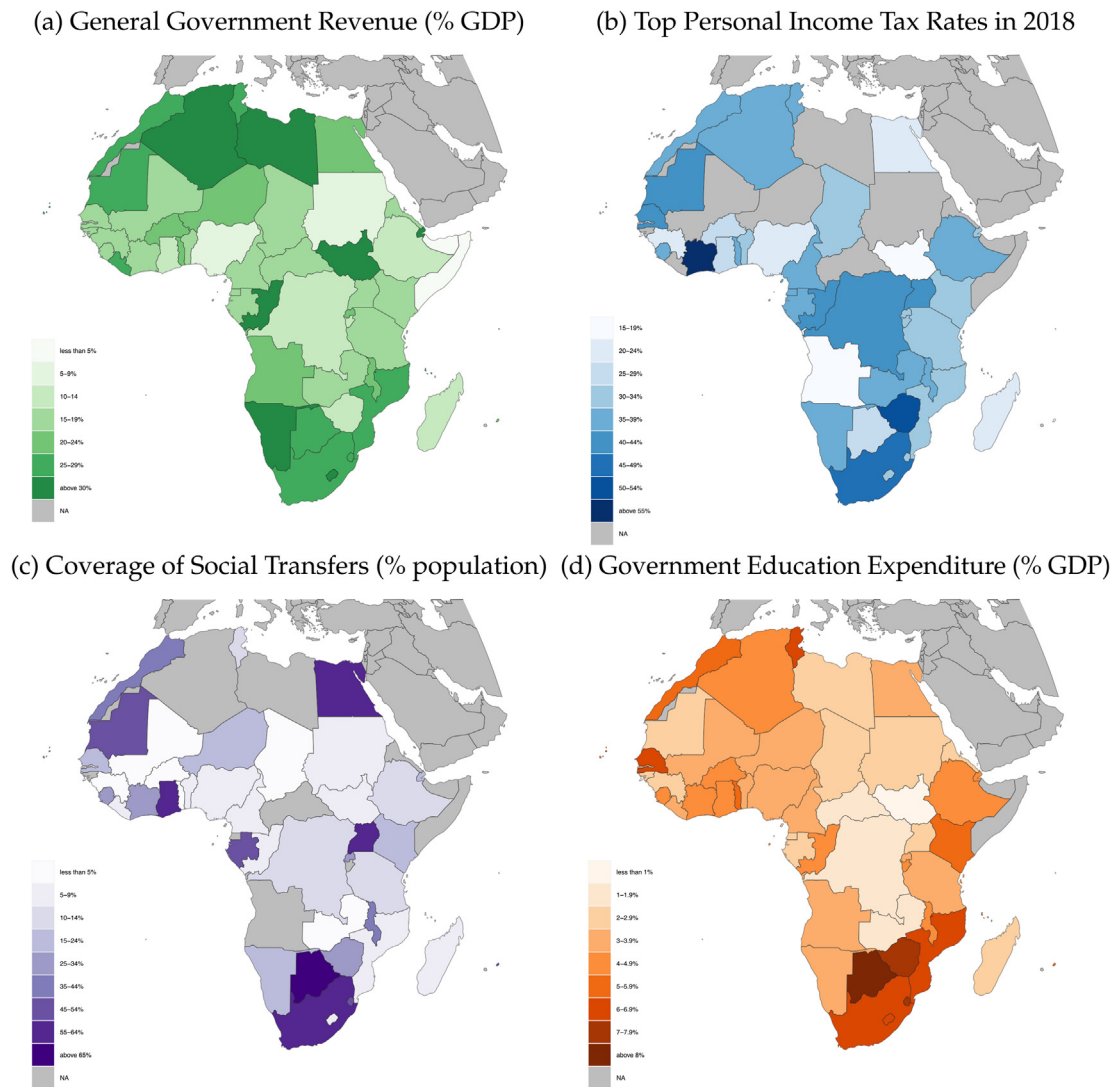 (a) General Government Revenue (% GDP)
(b) Top Personal Income Tax Rates in 2018
less than 5%
5–9%
10–14
15–19%
20–24%
25–29%
above 30%
NA
15–19%
20–24%
25–29%
30–34%
35–39%
40–44%
45–49%
50–54%
above 55%
NA
(c) Coverage of Social Transfers (% population)
(d) Government Education Expenditure (% GDP)
less than 5%
5–9%
10–14%
15–24%
25–34%
35–44%
45–54%
55–64%
above 65%
NA
less than 1%
1–1.9%
2–2.9%
3–3.9%
4–4.9%
5–5.9%
6–6.9%
7–7.9%
above 8%
NA